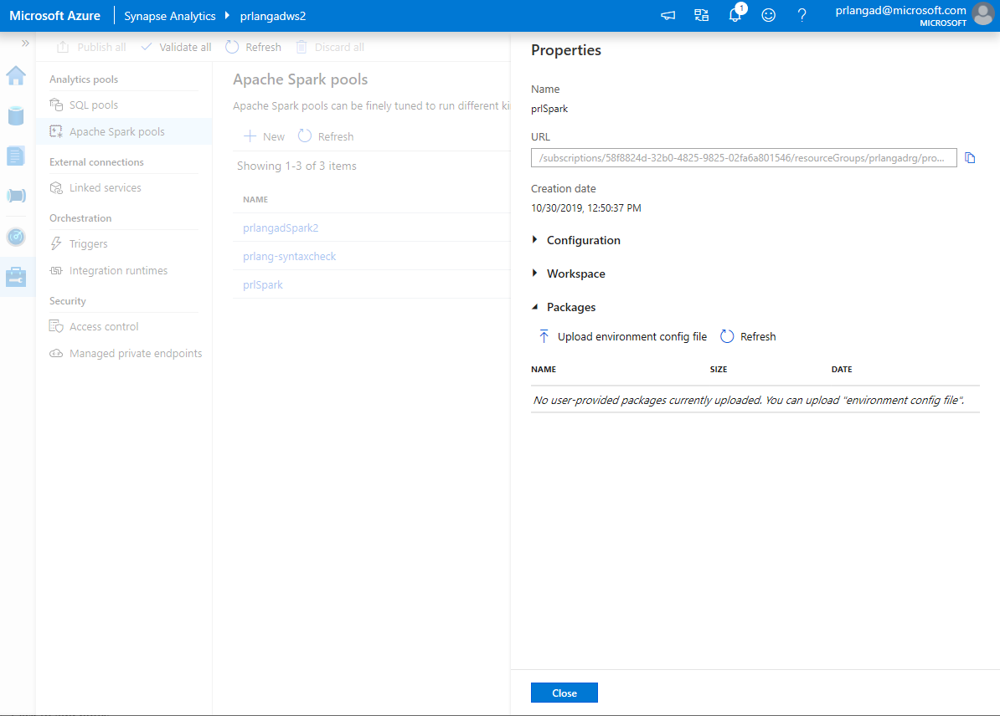 Microsoft Azure
Synapse Analytics
prlangadws2
1
prlangad@microsoft.com
MICROSOFT
Publish all
Validate all
Refresh
Discard all
Analytics pools
SQL pools
Apache Spark pools
External connections
Linked services
Orchestration
Triggers
Integration runtimes
Security
Access control
Managed private endpoints
Apache Spark pools
Apache Spark pools can be finely tuned to run different ki
New
Refresh
Showing 1-3 of 3 items
NAME
prlangadSpark2
prlang-syntaxcheck
prlSpark
Properties
Name
prlSpark
URL
/subscriptions/58f8824d-32b0-4825-9825-02fa6a801546/resourceGroups/prlangadrg/pro...
Creation date
10/30/2019, 12:50:37 PM
Configuration
Workspace
Packages
Upload environment config file
Refresh
NAME SIZE DATE
No user-provided packages currently uploaded. You can upload "environment config file".
Close